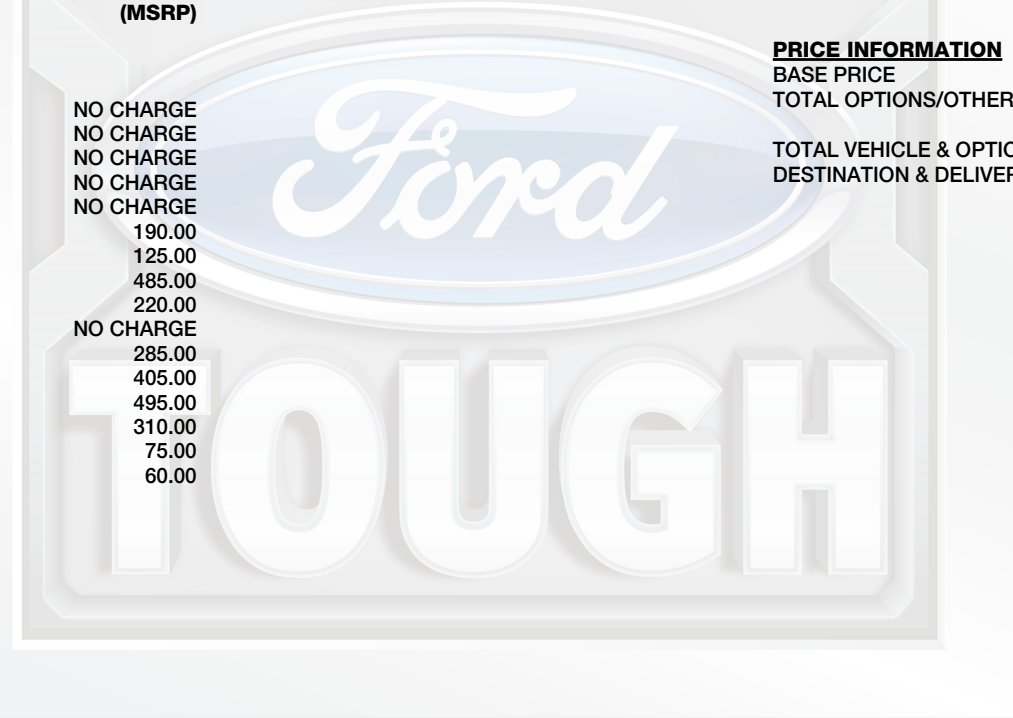 (MSRP)
NO CHARGE
NO CHARGE
NO CHARGE
NO CHARGE
NO CHARGE
190.00
125.00
485.00
220.00
NO CHARGE
285.00
405.00
495.00
310.00
75.00
60.00
PRICE INFORMATION
BASE PRICE
TOTAL OPTIONS/OTHER
TOTAL VEHICLE & OPTIO
DESTINATION & DELIVER
Ford
TOUGH